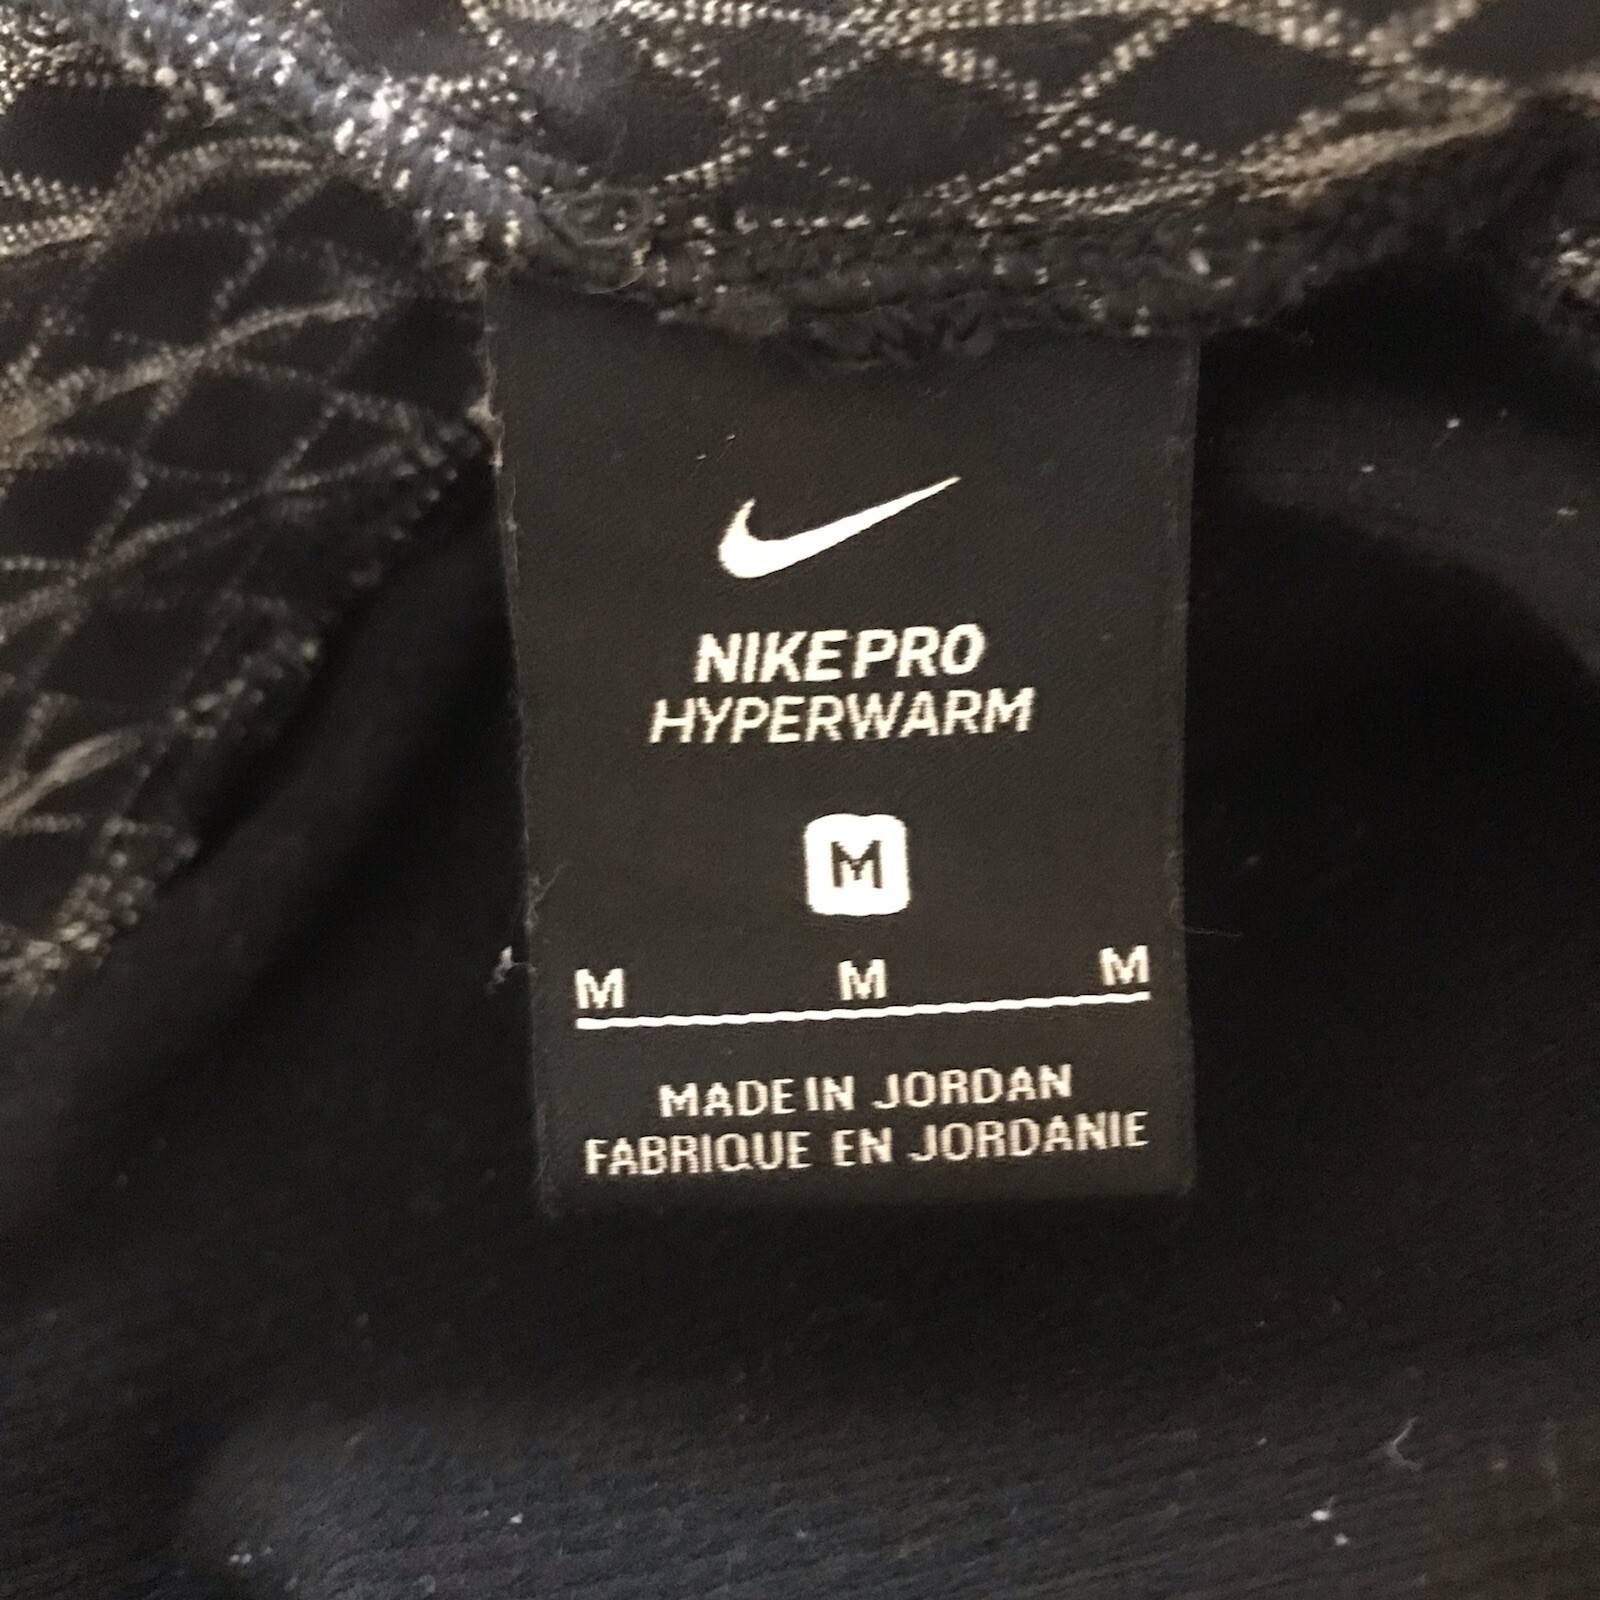 NIKE PRO
HYPERWARM
M
M M M
MADE IN JORDAN
FABRIQUE EN JORDANIE